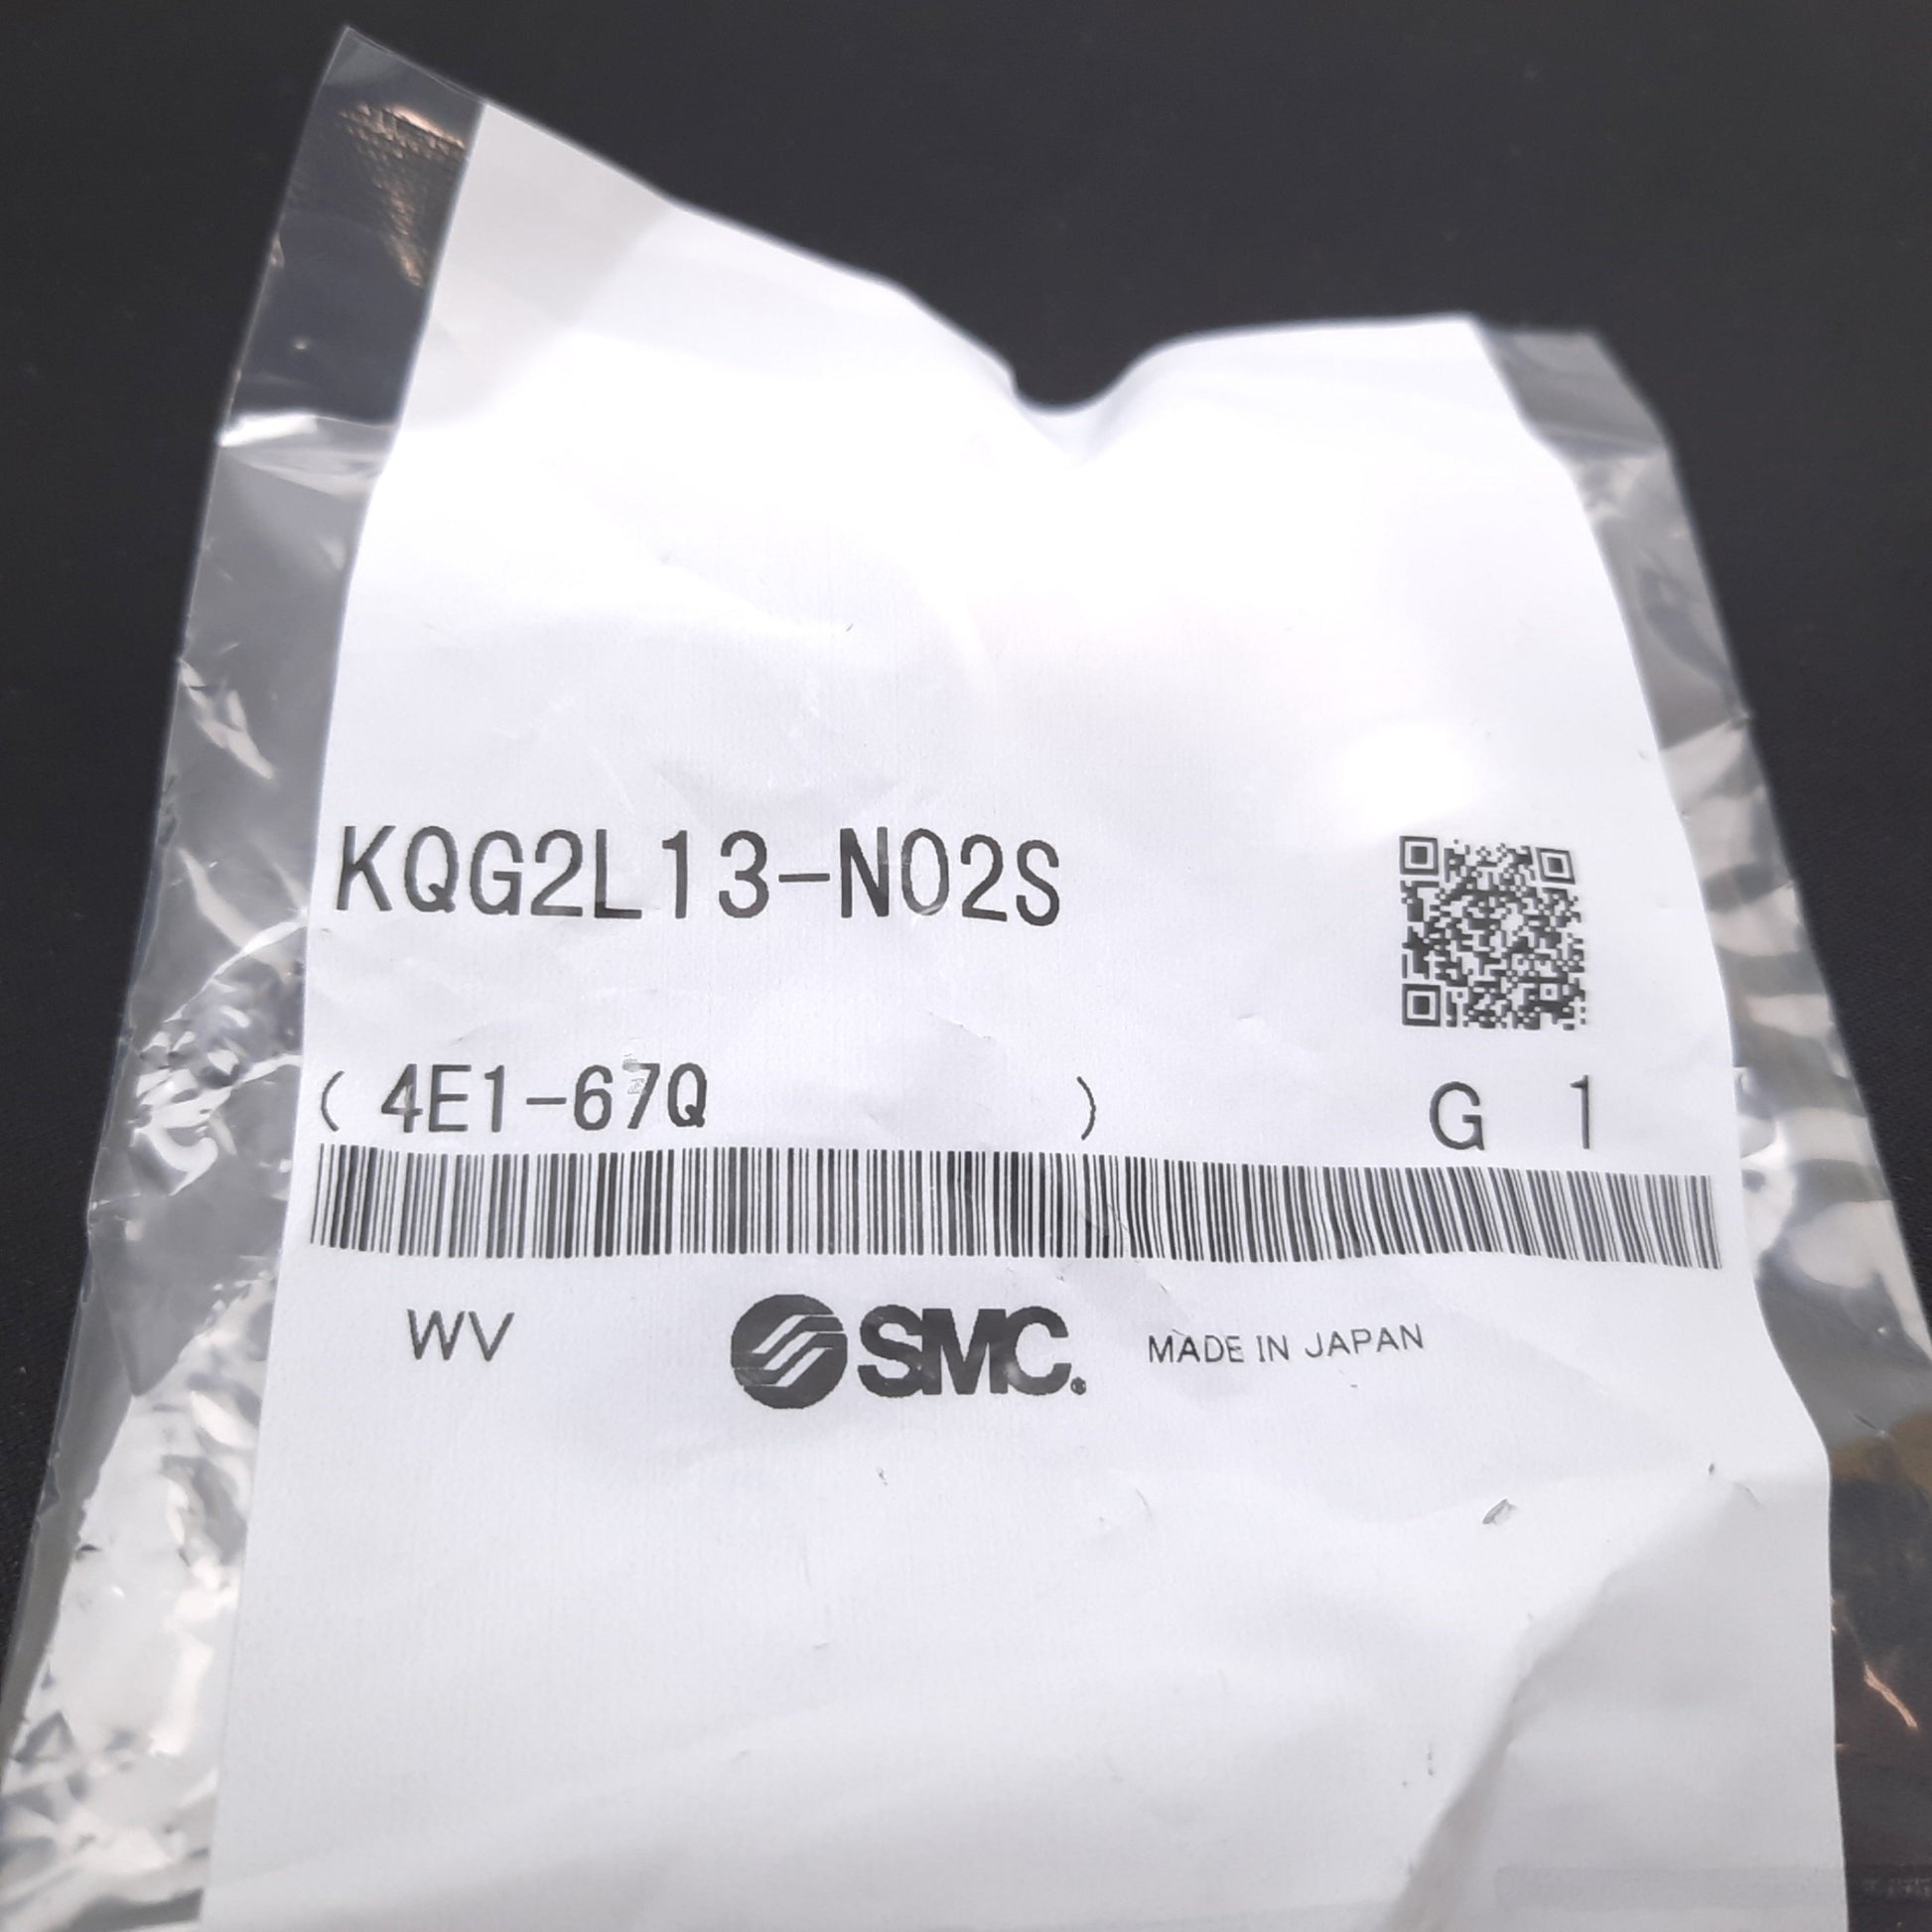 KQG2L13-N02S
( 4E1-67Q ) G 1
WV SMC. MADE IN JAPAN